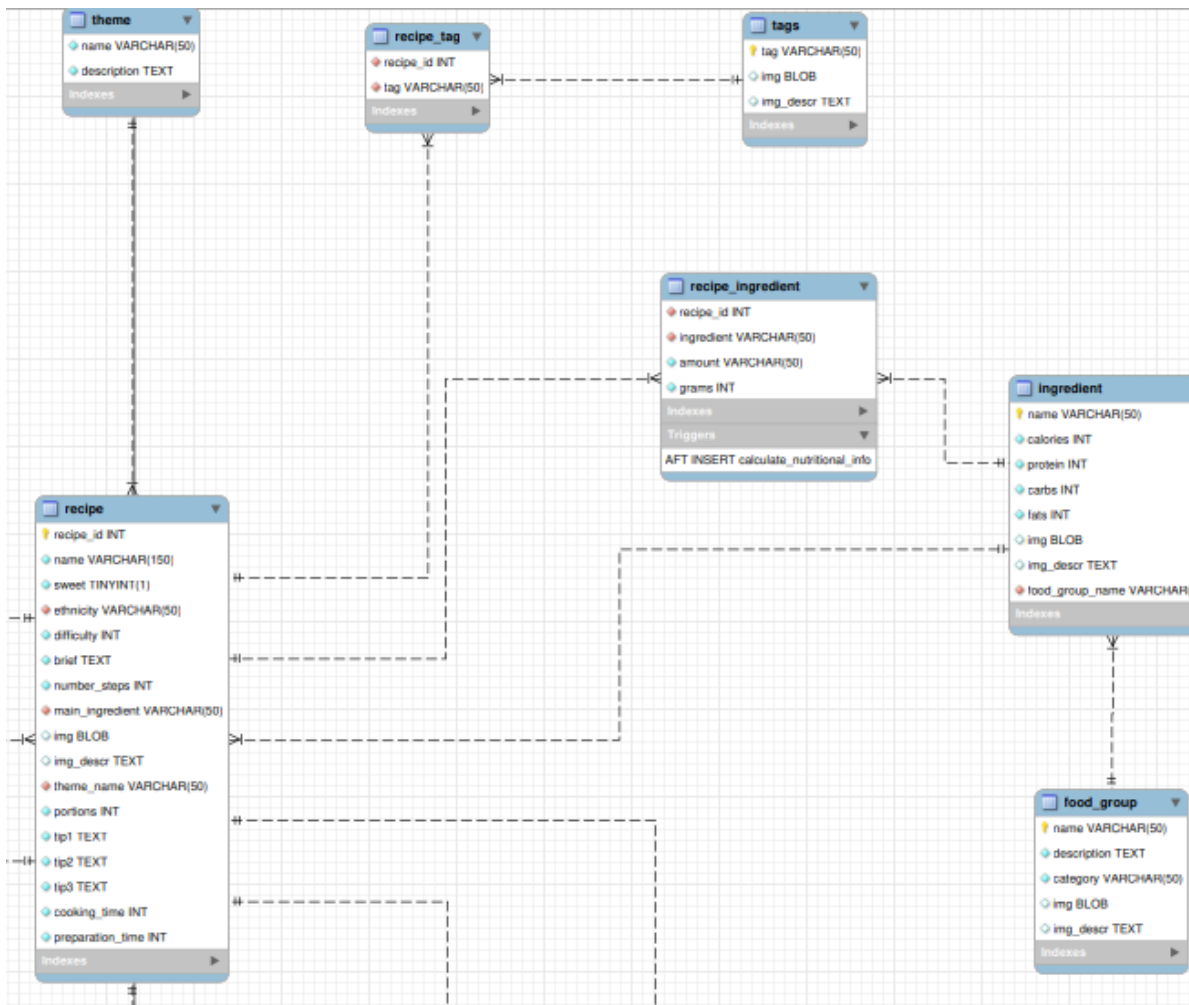 theme
name VARCHAR(50)
description TEXT
Indexes
recipe_tag
recipe_id INT
tag VARCHAR(50)
Indexes
tags
tag VARCHAR(50)
img BLOB
img_descr TEXT
Indexes
recipe_ingredient
recipe_id INT
ingredient VARCHAR(50)
amount VARCHAR(50)
grams INT
Indexes
Triggers
AFT INSERT calculate_nutritional_info
ingredient
name VARCHAR(50)
calories INT
protein INT
carbs INT
fats INT
img BLOB
img_descr TEXT
food_group_name VARCHAR
Indexes
recipe
recipe_id INT
name VARCHAR(150)
sweet TINYINT(1)
ethnicity VARCHAR(50)
difficulty INT
brief TEXT
number_steps INT
main_ingredient VARCHAR(50)
img BLOB
img_descr TEXT
theme_name VARCHAR(50)
portions INT
tip1 TEXT
tip2 TEXT
tip3 TEXT
cooking_time INT
preparation_time INT
Indexes
food_group
name VARCHAR(50)
description TEXT
category VARCHAR(50)
img BLOB
img_descr TEXT
Indexes